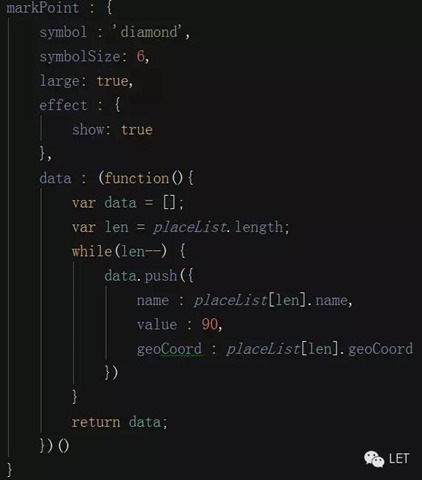 markPoint : {
    symbol : 'diamond',
    symbolSize: 6,
    large: true,
    effect : {
        show: true
    },
    data : (function(){
        var data = [];
        var len = placeList.length;
        while(len--) {
            data.push({
                name : placeList[len].name,
                value : 90,
                geoCoord : placeList[len].geoCoord
            })
        }
        return data;
    })()
}
LET